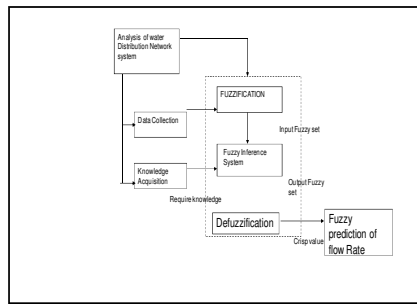 Analysis of water
Distribution Network
system
FUZZIFICATION
Data Collection
Input Fuzzy set
Fuzzy Inference
System
Knowledge
Acquisition
Output Fuzzy
set
Require knowledge
Defuzzification
Fuzzy
prediction of
flow Rate
Crisp value